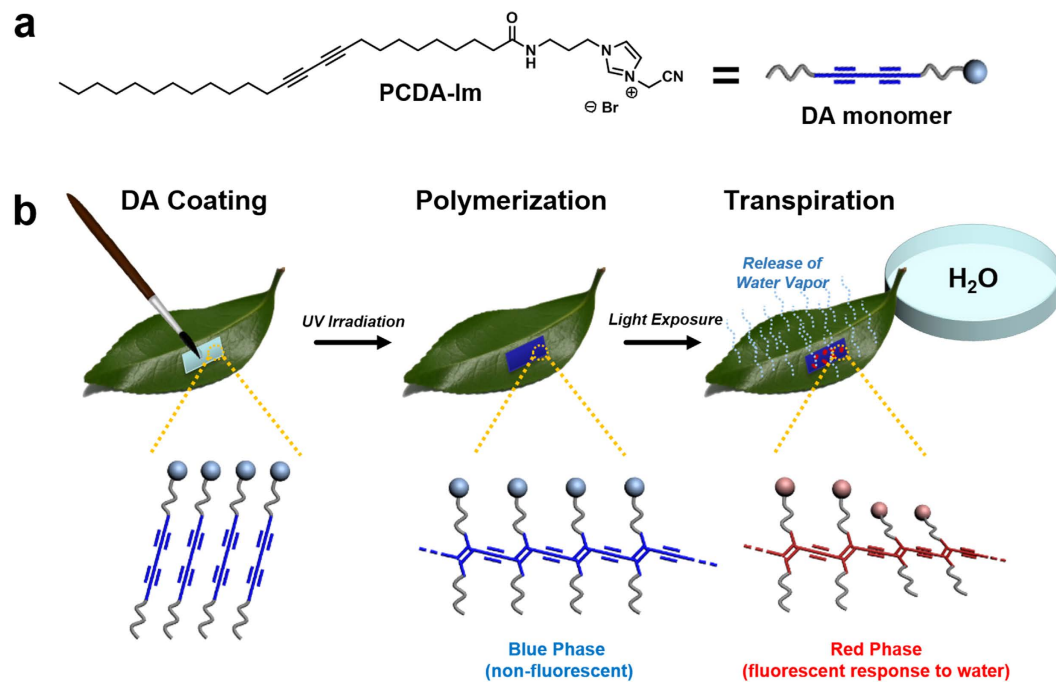 a
O
N
H
N
N
⊕
CN
⊖ Br
PCDA-Im
=
DA monomer
b
DA Coating
Polymerization
Transpiration
UV Irradiation
Light Exposure
Release of
Water Vapor
H₂O
Blue Phase
(non-fluorescent)
Red Phase
(fluorescent response to water)